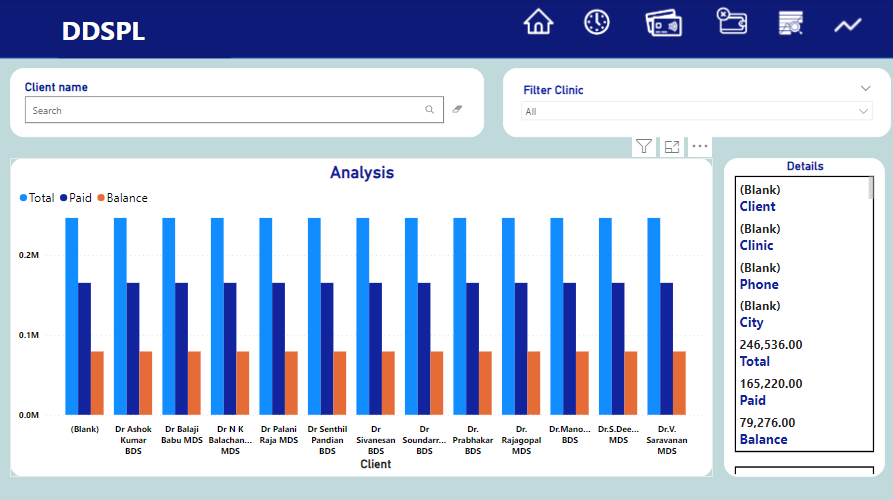 DDSPL
Client name
Search
Filter Clinic
All
Analysis
Total Paid Balance
0.2M
0.1M
0.0M
(Blank)
Dr Ashok
Kumar
BDS
Dr Balaji
Babu MDS
Dr N K
Balachan...
MDS
Dr Palani
Raja MDS
Dr Senthil
Pandian
BDS
Dr
Sivanesan
BDS
Dr
Soundarr...
BDS
Dr.
Prabhakar
BDS
Dr.
Rajagopal
MDS
Dr.Mano...
BDS
Dr.S.Dee...
MDS
Dr.V.
Saravanan
MDS
Client
Details
(Blank)
Client
(Blank)
Clinic
(Blank)
Phone
(Blank)
City
246,536.00
Total
165,220.00
Paid
79,276.00
Balance